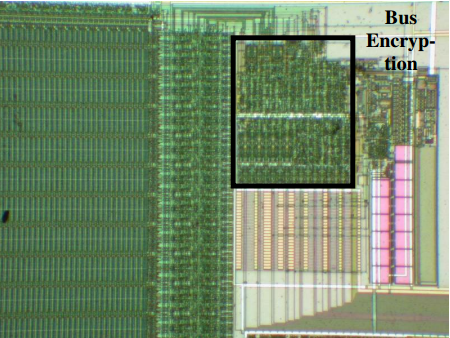 Bus
Encryp-
tion